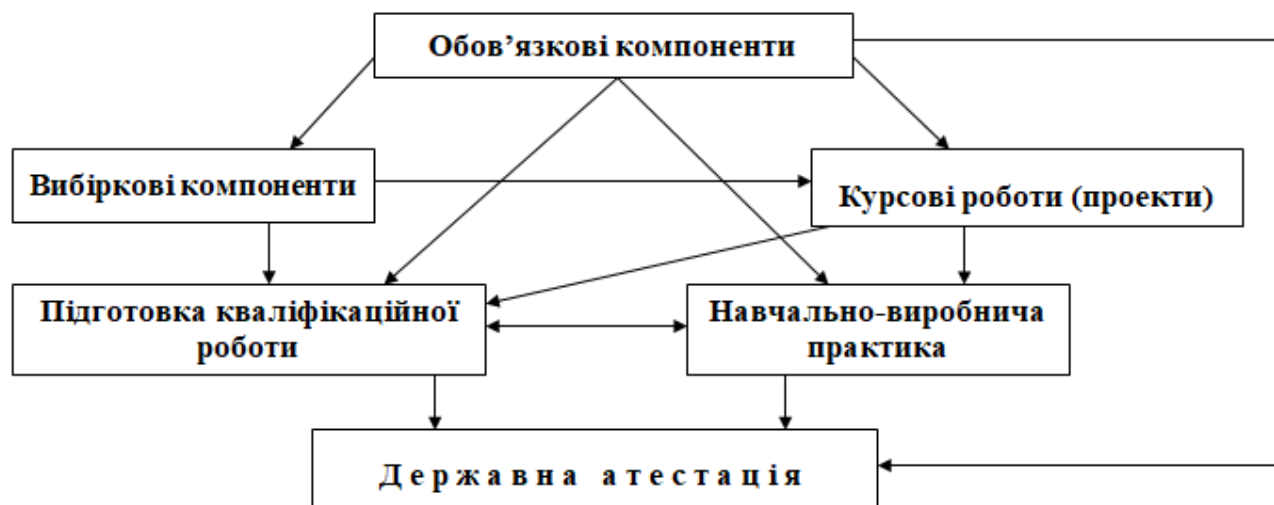 Обов’язкові компоненти
Вибіркові компоненти
Курсові роботи (проекти)
Підготовка кваліфікаційної
роботи
Навчально-виробнича
практика
Державна атестація